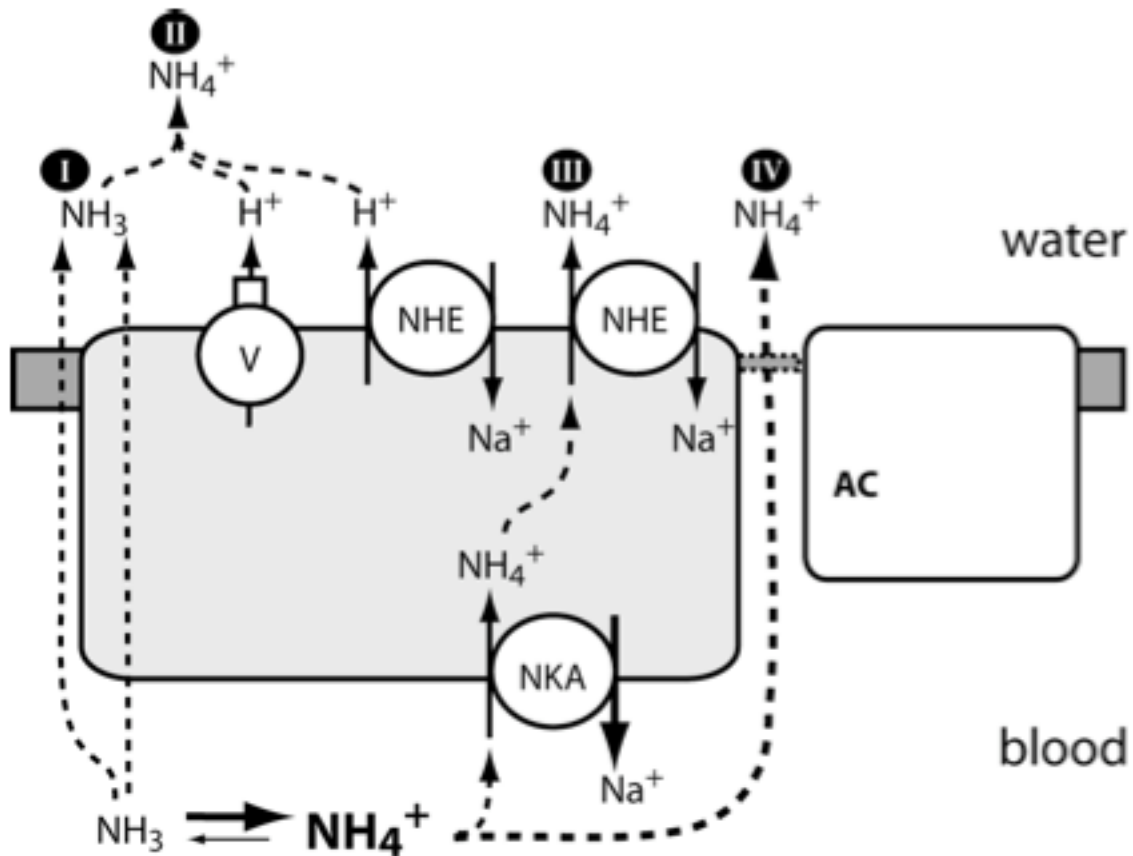 II
NH₄⁺
I
III
IV
NH₃
H⁺
H⁺
NH₄⁺
NH₄⁺
water
NHE
NHE
V
Na⁺
Na⁺
AC
NH₄⁺
NKA
blood
Na⁺
NH₃
NH₄⁺